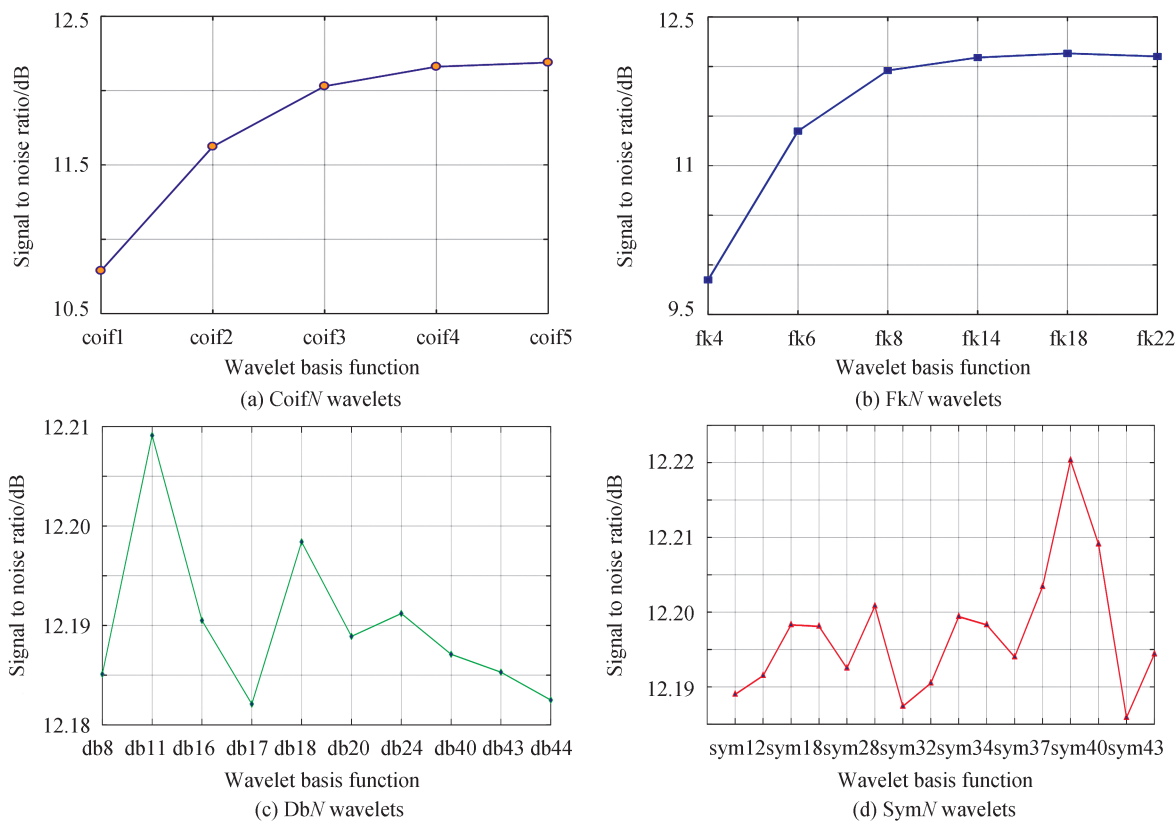 12.5
11.5
10.5
Signal to noise ratio/dB
coif1 coif2 coif3 coif4 coif5
Wavelet basis function
(a) CoifN wavelets
12.5
11
9.5
Signal to noise ratio/dB
fk4 fk6 fk8 fk14 fk18 fk22
Wavelet basis function
(b) FkN wavelets
12.21
12.20
12.19
12.18
Signal to noise ratio/dB
db8 db11 db16 db17 db18 db20 db24 db40 db43 db44
Wavelet basis function
(c) DbN wavelets
12.22
12.21
12.20
12.19
Signal to noise ratio/dB
sym12sym18sym28sym32sym34sym37sym40sym43
Wavelet basis function
(d) SymN wavelets